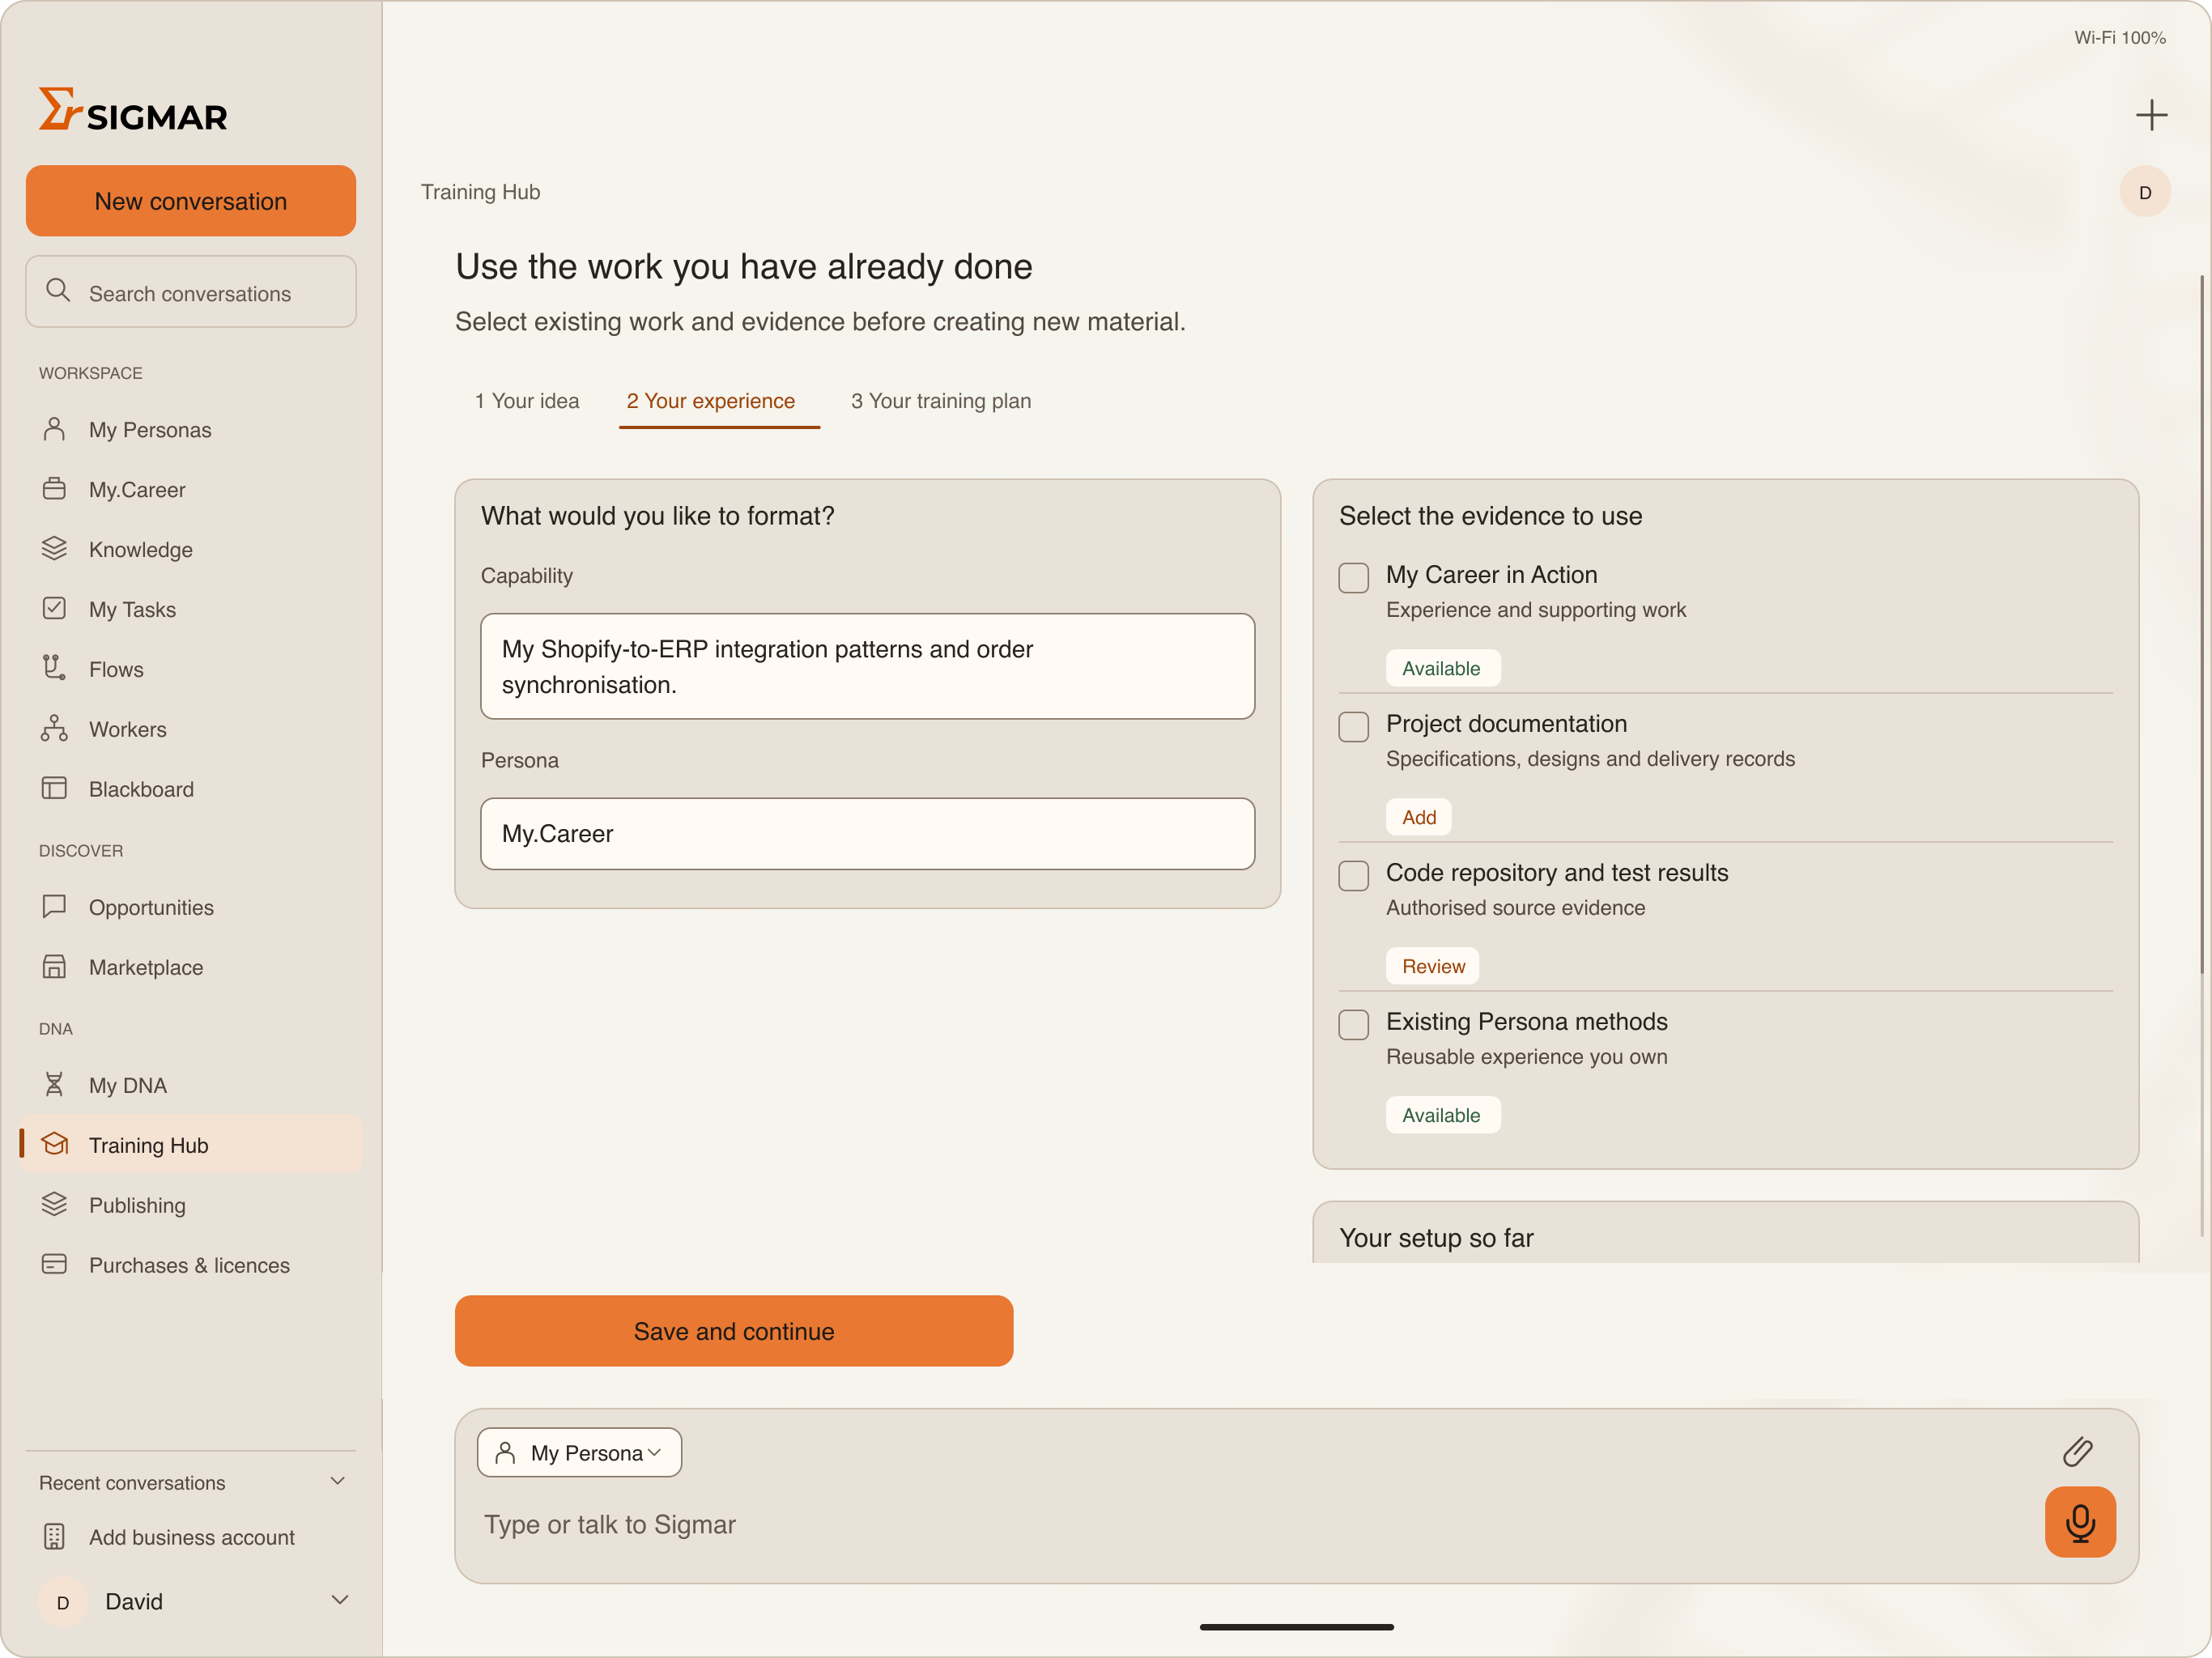 Wi-Fi 100%
SIGMAR
New conversation
Search conversations
WORKSPACE
My Personas
My.Career
Knowledge
My Tasks
Flows
Workers
Blackboard
DISCOVER
Opportunities
Marketplace
DNA
My DNA
Training Hub
Publishing
Purchases & licences
Recent conversations
Add business account
D
David
Training Hub
D
Use the work you have already done
Select existing work and evidence before creating new material.
1 Your idea
2 Your experience
3 Your training plan
What would you like to format?
Capability
My Shopify-to-ERP integration patterns and order
synchronisation.
Persona
My.Career
Select the evidence to use
My Career in Action
Experience and supporting work
Available
Project documentation
Specifications, designs and delivery records
Add
Code repository and test results
Authorised source evidence
Review
Existing Persona methods
Reusable experience you own
Available
Your setup so far
Save and continue
My Persona
Type or talk to Sigmar